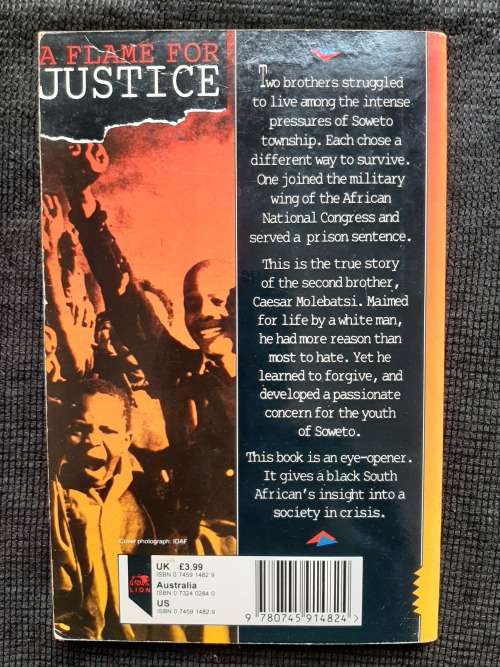 A FLAME FOR
JUSTICE
Two brothers struggled
to live among the intense
pressures of Soweto
township. Each chose a
different way to survive.
One joined the military
wing of the African
National Congress and
served a prison sentence.
This is the true story
of the second brother,
Caesar Molebatsi. Maimed
for life by a white man,
he had more reason than
most to hate. Yet he
learned to forgive, and
developed a passionate
concern for the youth
of Soweto.
This book is an eye-opener.
It gives a black South
African's insight into a
society in crisis.
Cover photograph: IDAF
LION
UK £3.99
ISBN 0 7459 1482 9
Australia
ISBN 0 7324 0284 0
US
ISBN 0 7459 1482 9
9 780745 914824 >